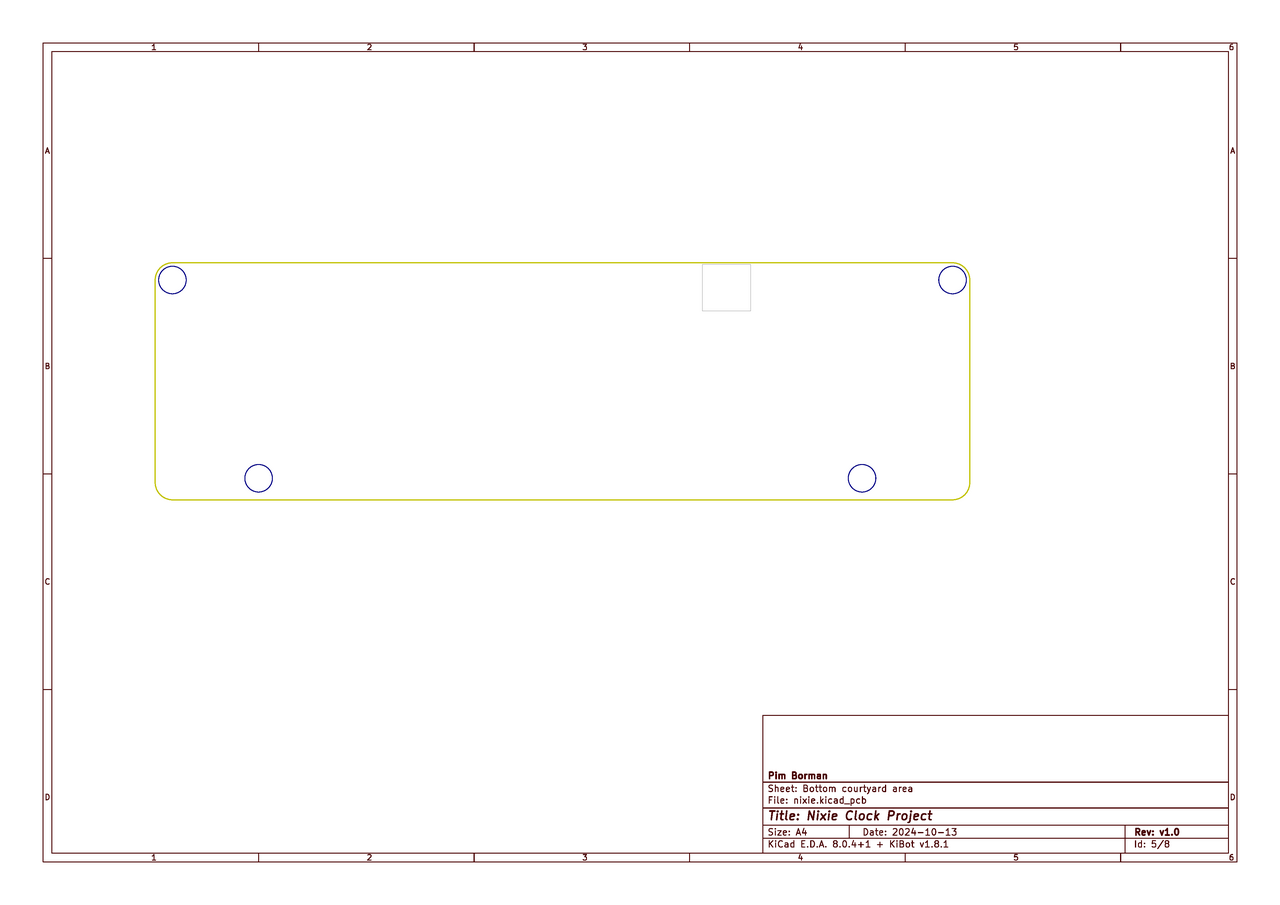 1 2 3 4 5 6
A A
B B
C C
Pim Borman
Sheet: Bottom courtyard area
D D
File: nixie.kicad_pcb
Title: Nixie Clock Project
Size: A4 Date: 2024-10-13 Rev: v1.0
KiCad E.D.A. 8.0.4+1 + KiBot v1.8.1 Id: 5/8
1 2 3 4 5 6